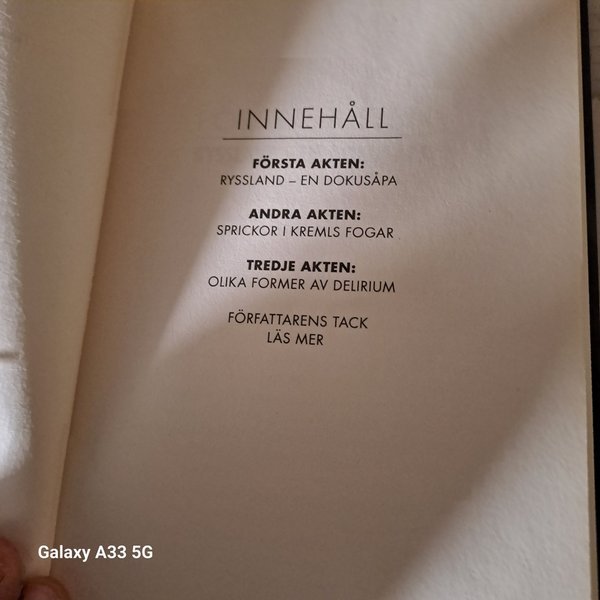 INNEHÅLL
FÖRSTA AKTEN:
RYSSLAND – EN DOKUSÅPA
ANDRA AKTEN:
SPRICKOR I KREMLS FOGAR
TREDJE AKTEN:
OLIKA FORMER AV DELIRIUM
FÖRFATTARENS TACK
LÄS MER
Galaxy A33 5G